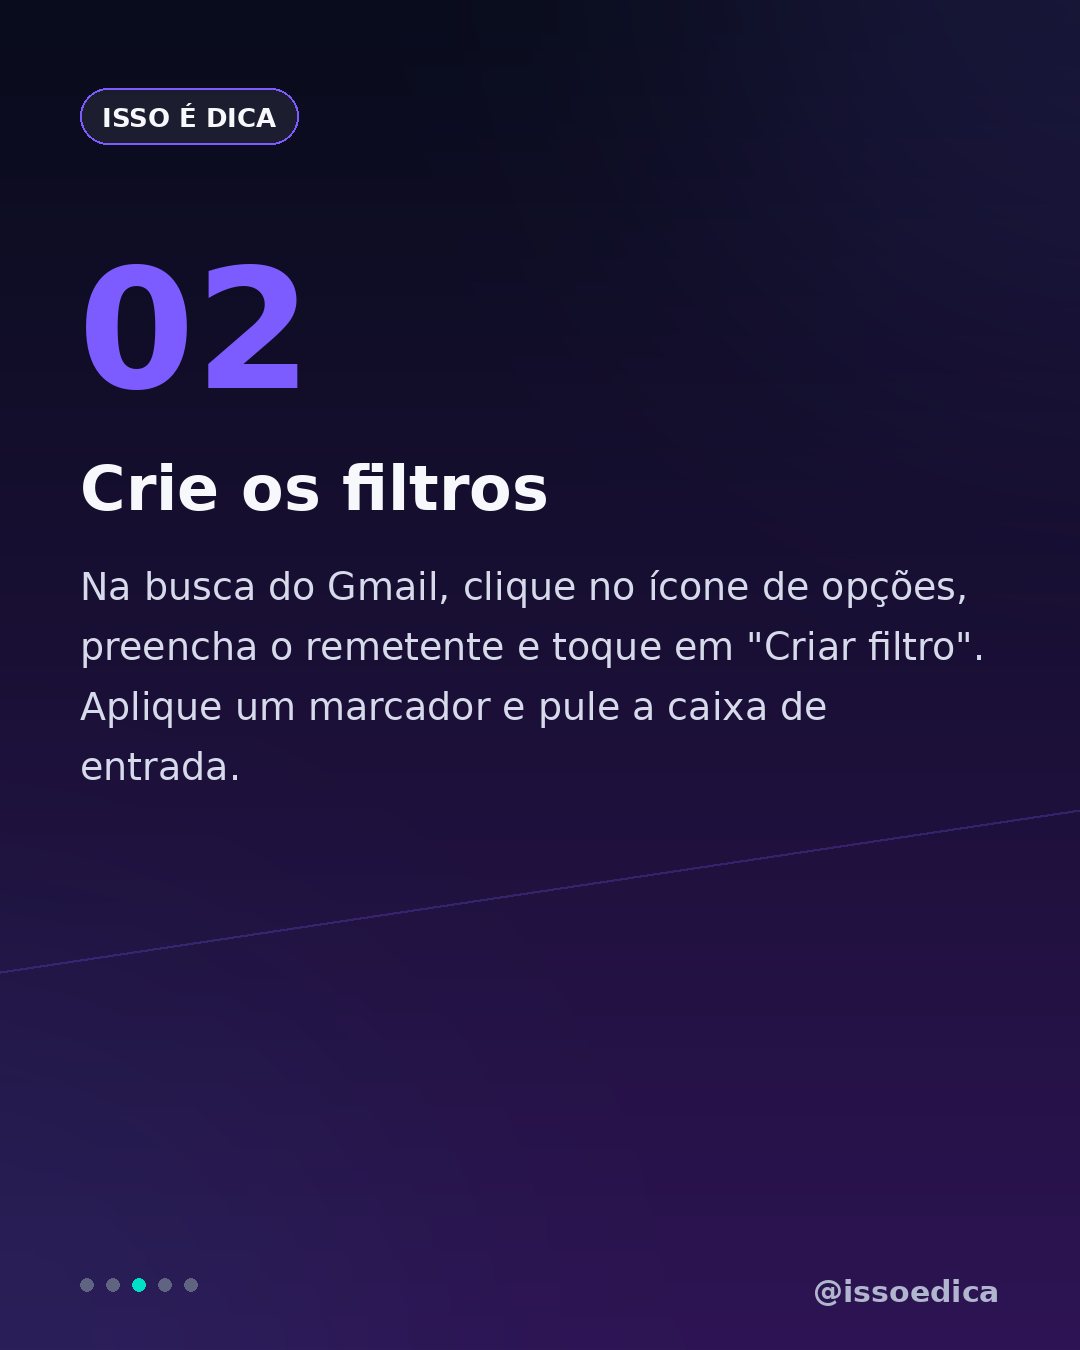 ISSO É DICA
02
Crie os filtros
Na busca do Gmail, clique no ícone de opções,
preencha o remetente e toque em "Criar filtro".
Aplique um marcador e pule a caixa de
entrada.
@issoedica